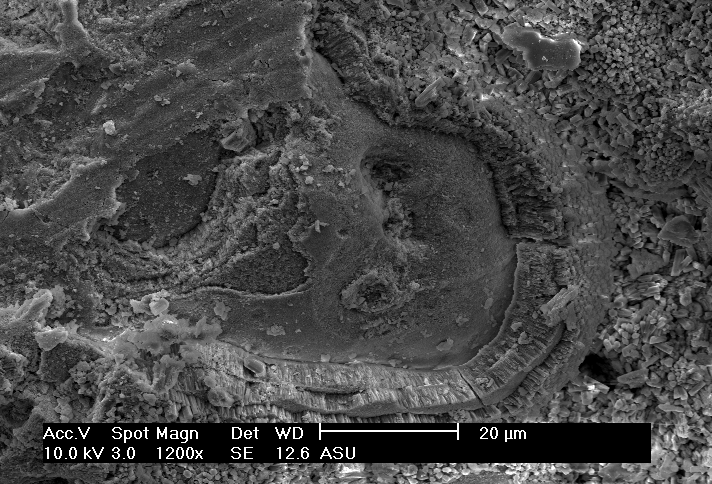 Acc.V Spot Magn Det WD 20 µm
10.0 kV 3.0 1200x SE 12.6 ASU